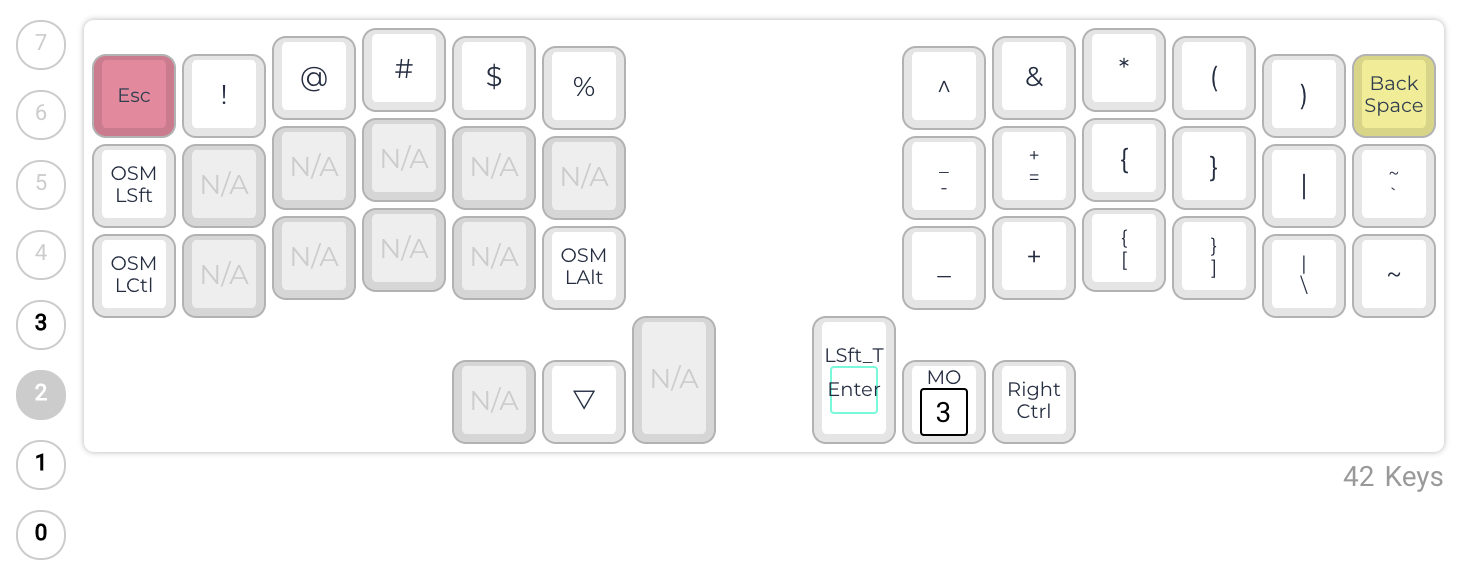 7
6
5
4
3
2
1
0
Esc
!
@
#
$
%
^
&
*
(
)
Back
Space
OSM
LSft
N/A
N/A
N/A
N/A
N/A
_
-
+
=
{
}
|
~
`
OSM
LCtl
N/A
N/A
N/A
N/A
OSM
LAlt
_
+
{
[
}
]
|
\
~
N/A
▽
N/A
LSft_T
Enter
MO
3
Right
Ctrl
42 Keys